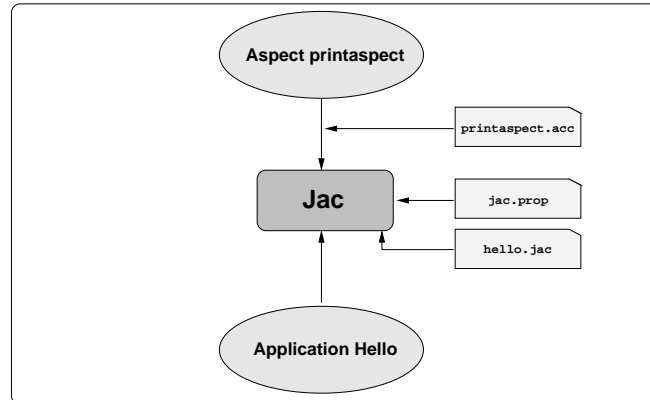 Aspect printaspect
printaspect.acc
Jac
jac.prop
hello.jac
Application Hello